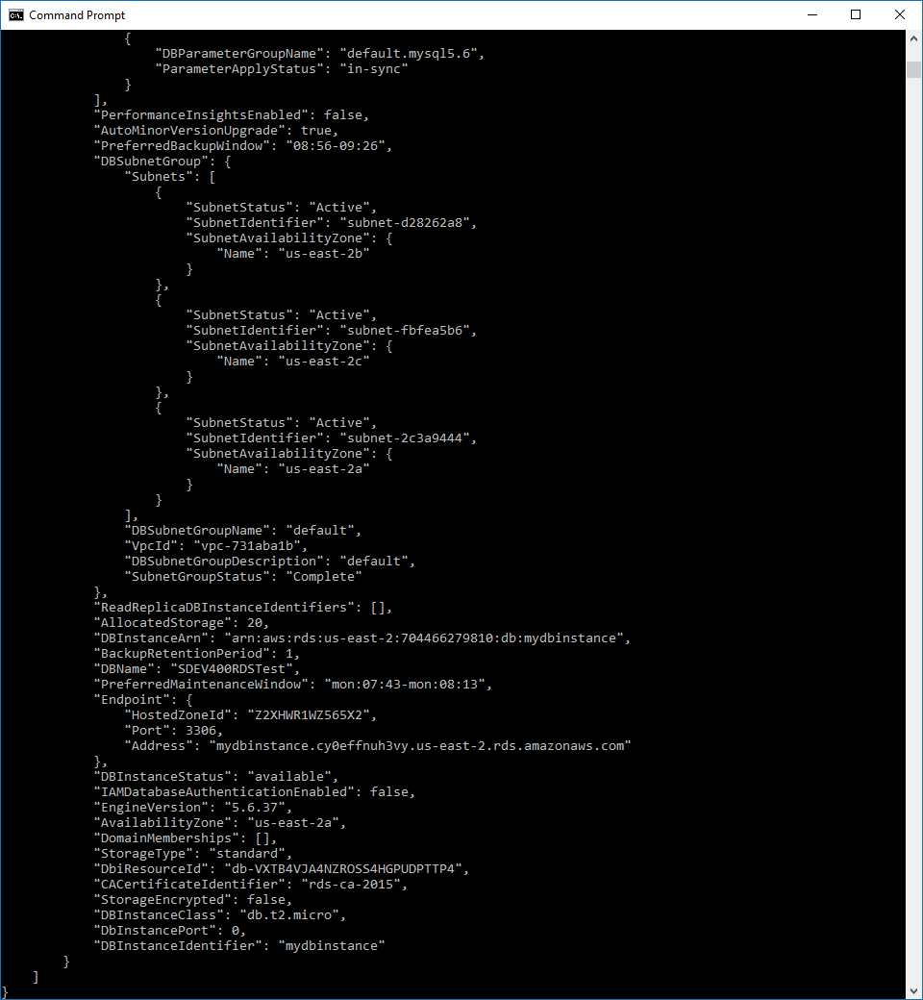 Command Prompt
{
"DBParameterGroupName": "default.mysql5.6",
"ParameterApplyStatus": "in-sync"
}
],
"PerformanceInsightsEnabled": false,
"AutoMinorVersionUpgrade": true,
"PreferredBackupWindow": "08:56-09:26",
"DBSubnetGroup": {
"Subnets": [
{
"SubnetStatus": "Active",
"SubnetIdentifier": "subnet-d28262a8",
"SubnetAvailabilityZone": {
"Name": "us-east-2b"
}
},
{
"SubnetStatus": "Active",
"SubnetIdentifier": "subnet-fbfea5b6",
"SubnetAvailabilityZone": {
"Name": "us-east-2c"
}
},
{
"SubnetStatus": "Active",
"SubnetIdentifier": "subnet-2c3a9444",
"SubnetAvailabilityZone": {
"Name": "us-east-2a"
}
}
],
"DBSubnetGroupName": "default",
"VpcId": "vpc-731aba1b",
"DBSubnetGroupDescription": "default",
"SubnetGroupStatus": "Complete"
},
"ReadReplicaDBInstanceIdentifiers": [],
"AllocatedStorage": 20,
"DBInstanceArn": "arn:aws:rds:us-east-2:704466279810:db:mydbinstance",
"BackupRetentionPeriod": 1,
"DBName": "SDEV400RDSTest",
"PreferredMaintenanceWindow": "mon:07:43-mon:08:13",
"Endpoint": {
"HostedZoneId": "Z2XHWR1WZ565X2",
"Port": 3306,
"Address": "mydbinstance.cy0effnuh3vy.us-east-2.rds.amazonaws.com"
},
"DBInstanceStatus": "available",
"IAMDatabaseAuthenticationEnabled": false,
"EngineVersion": "5.6.37",
"AvailabilityZone": "us-east-2a",
"DomainMemberships": [],
"StorageType": "standard",
"DbiResourceId": "db-VXTB4VJA4NZROSS4HGPUDPTTP4",
"CACertificateIdentifier": "rds-ca-2015",
"StorageEncrypted": false,
"DBInstanceClass": "db.t2.micro",
"DbInstancePort": 0,
"DBInstanceIdentifier": "mydbinstance"
}
]
}